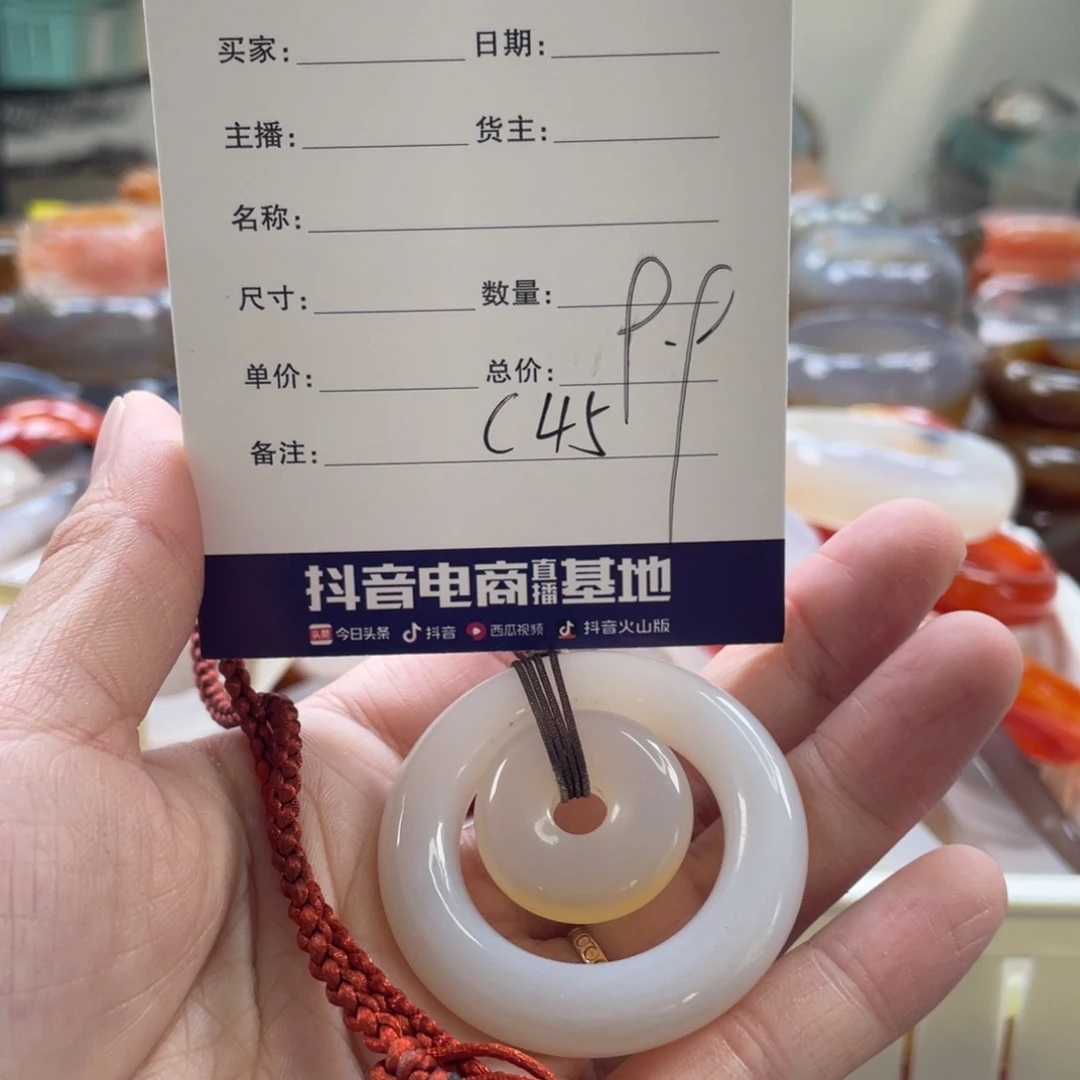 买家: 日期:
主播: 货主:
名称:
尺寸: 数量:
单价: 总价:
C45
备注:
抖音电商直播基地
头条 今日头条 抖音 西瓜视频 抖音火山版